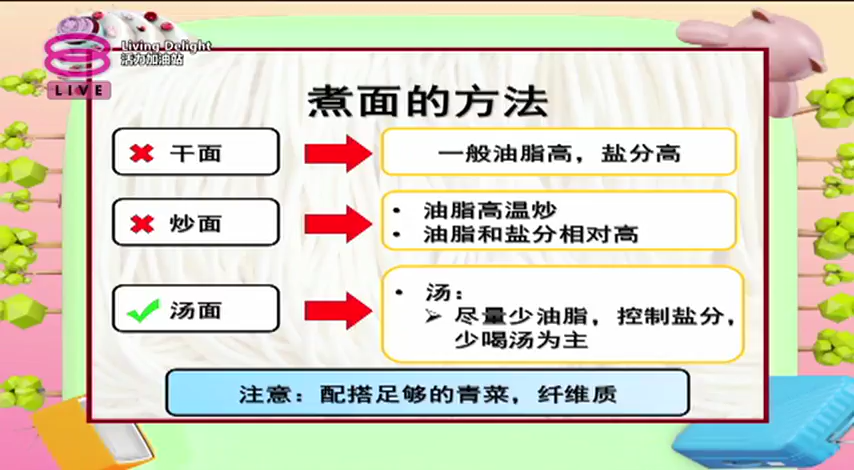 Living Delight
活力加油站
LIVE
煮面的方法
干面
一般油脂高，盐分高
炒面
• 油脂高温炒
• 油脂和盐分相对高
汤面
• 汤：
➢ 尽量少油脂，控制盐分，
少喝汤为主
注意：配搭足够的青菜，纤维质